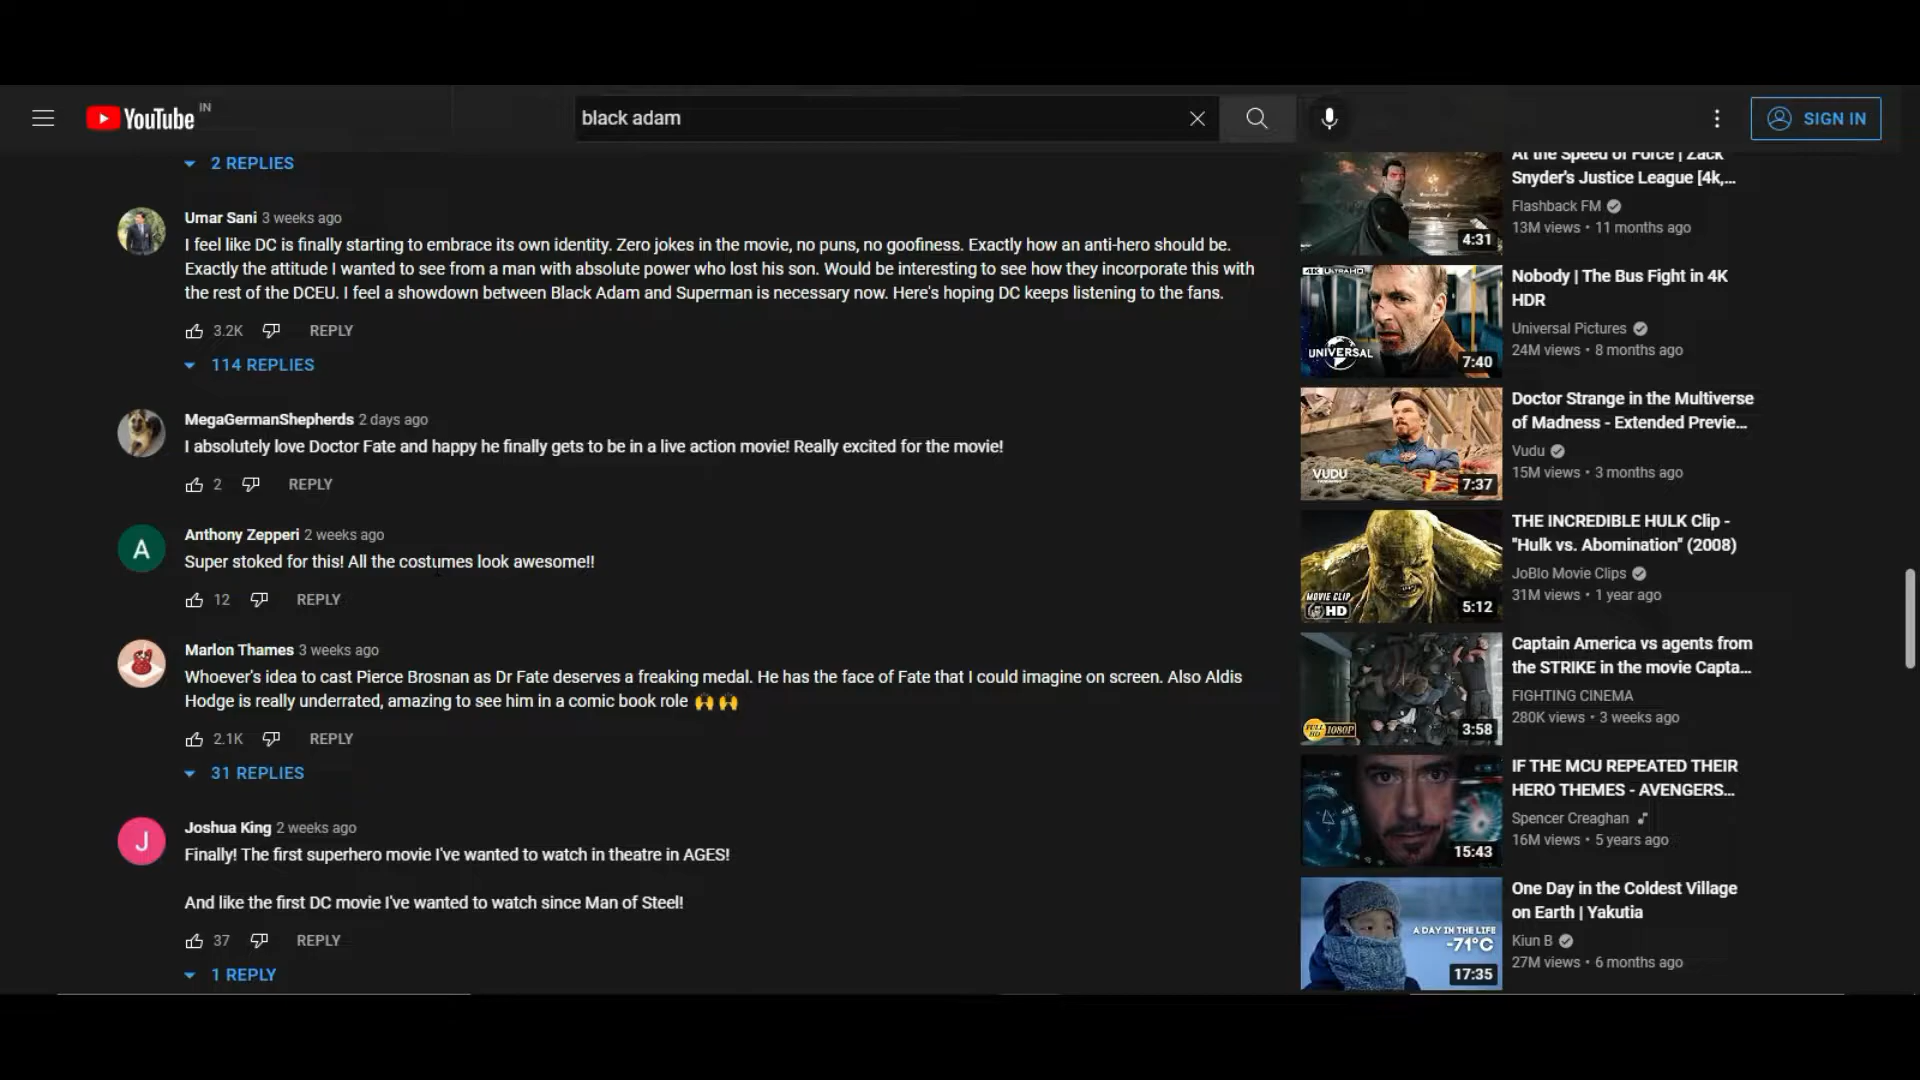 YouTube IN
black adam
SIGN IN
2 REPLIES
Umar Sani 3 weeks ago
I feel like DC is finally starting to embrace its own identity. Zero jokes in the movie, no puns, no goofiness. Exactly how an anti-hero should be.
Exactly the attitude I wanted to see from a man with absolute power who lost his son. Would be interesting to see how they incorporate this with
the rest of the DCEU. I feel a showdown between Black Adam and Superman is necessary now. Here's hoping DC keeps listening to the fans.
3.2K REPLY
114 REPLIES
MegaGermanShepherds 2 days ago
I absolutely love Doctor Fate and happy he finally gets to be in a live action movie! Really excited for the movie!
2 REPLY
Anthony Zepperi 2 weeks ago
A
Super stoked for this! All the costumes look awesome!!
12 REPLY
Marlon Thames 3 weeks ago
Whoever's idea to cast Pierce Brosnan as Dr Fate deserves a freaking medal. He has the face of Fate that I could imagine on screen. Also Aldis
Hodge is really underrated, amazing to see him in a comic book role 🙌🙌
2.1K REPLY
31 REPLIES
Joshua King 2 weeks ago
J
Finally! The first superhero movie I've wanted to watch in theatre in AGES!
And like the first DC movie I've wanted to watch since Man of Steel!
37 REPLY
1 REPLY
At the Speed of Force | Zack
Snyder's Justice League [4k,...
Flashback FM
13M views • 11 months ago
4:31
4K ULTRAHD
Nobody | The Bus Fight in 4K
HDR
Universal Pictures
24M views • 8 months ago
UNIVERSAL
7:40
Doctor Strange in the Multiverse
of Madness - Extended Previe...
Vudu
15M views • 3 months ago
VUDU
7:37
THE INCREDIBLE HULK Clip -
"Hulk vs. Abomination" (2008)
JoBlo Movie Clips
31M views • 1 year ago
MOVIE CLIP
HD
5:12
Captain America vs agents from
the STRIKE in the movie Capta...
FIGHTING CINEMA
280K views • 3 weeks ago
FULL HD 1080P
3:58
IF THE MCU REPEATED THEIR
HERO THEMES - AVENGERS...
Spencer Creaghan
16M views • 5 years ago
15:43
One Day in the Coldest Village
on Earth | Yakutia
Kiun B
27M views • 6 months ago
A DAY IN THE LIFE
-71°C
17:35